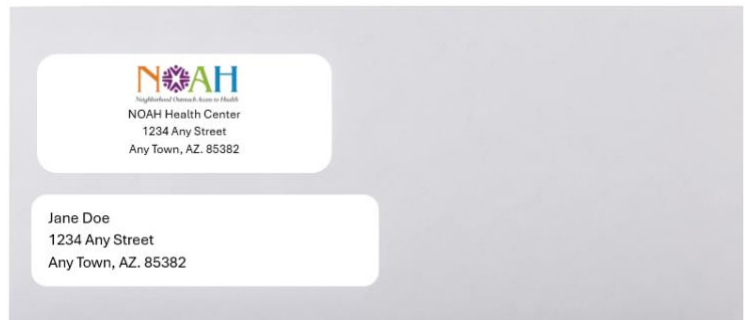 NOAH
Neighborhood Outreach Access to Health
NOAH Health Center
1234 Any Street
Any Town, AZ. 85382
Jane Doe
1234 Any Street
Any Town, AZ. 85382